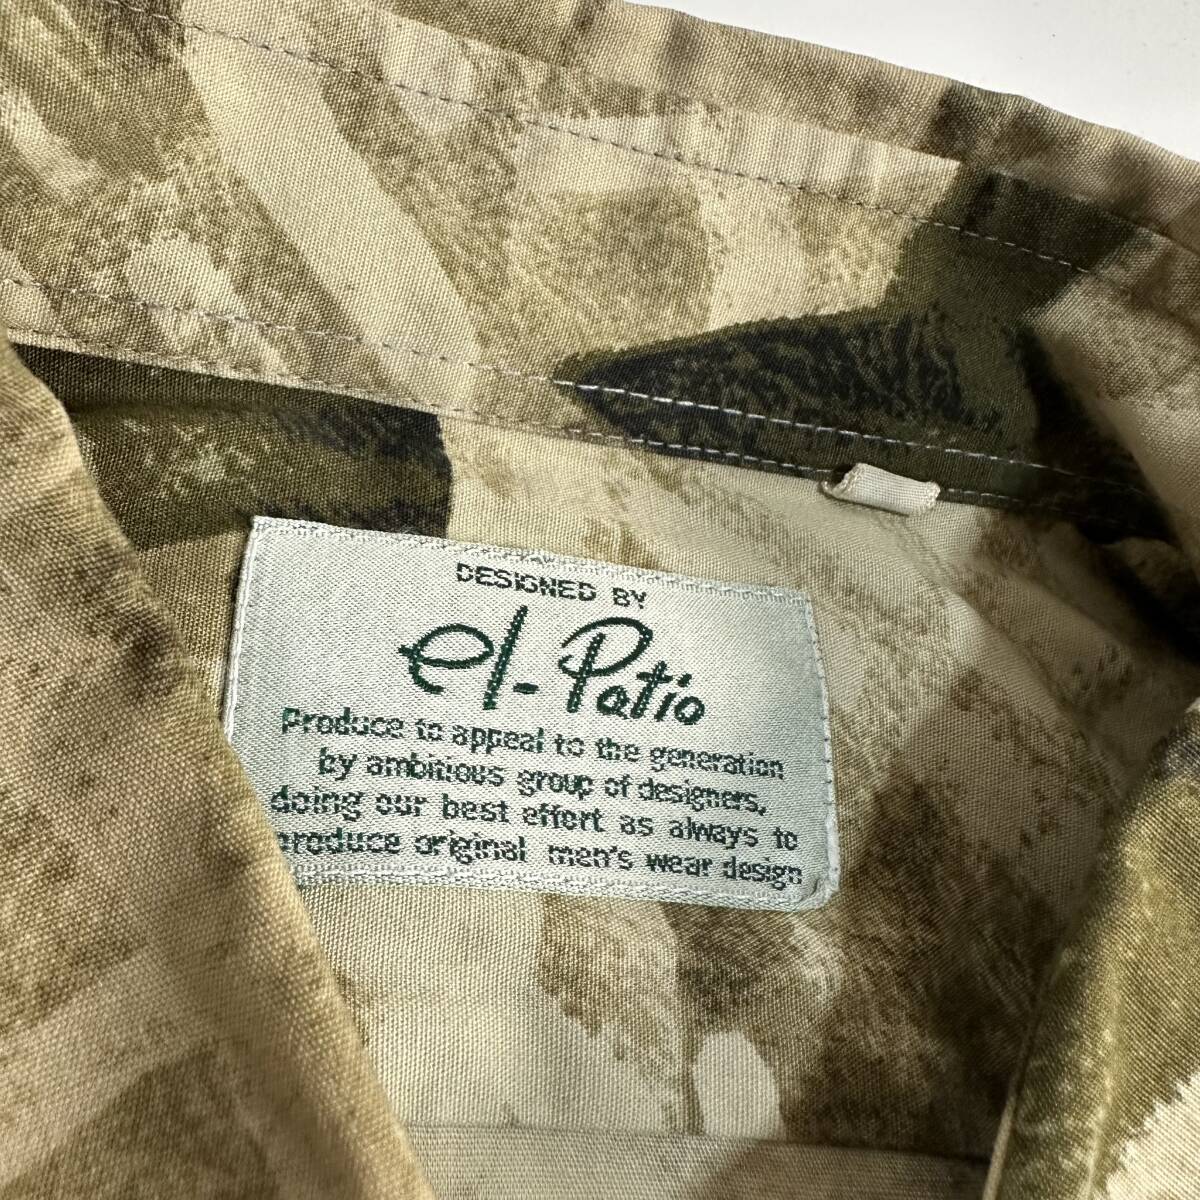 DESIGNED BY
el-Patio
Produce to appeal to the generation
by ambitious group of designers,
doing our best effort as always to
produce original men's wear design